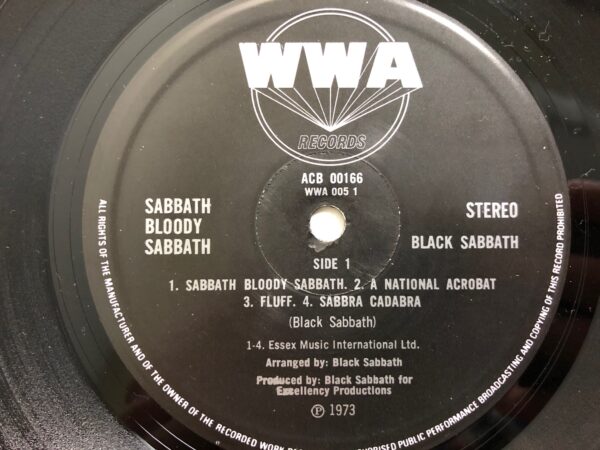 WWA
RECORDS
ACB 00166
WWA 005 1
SABBATH
BLOODY
SABBATH
STEREO
BLACK SABBATH
SIDE 1
1. SABBATH BLOODY SABBATH. 2. A NATIONAL ACROBAT
3. FLUFF. 4. SABBRA CADABRA
(Black Sabbath)
1-4. Essex Music International Ltd.
Arranged by: Black Sabbath
Produced by: Black Sabbath for
Excellency Productions
Ⓟ 1973
ALL RIGHTS OF THE MANUFACTURER AND OF THE OWNER OF THE RECORDED WORK PUBLIC PERFORMANCE BROADCASTING AND COPYING OF THIS RECORD PROHIBITED